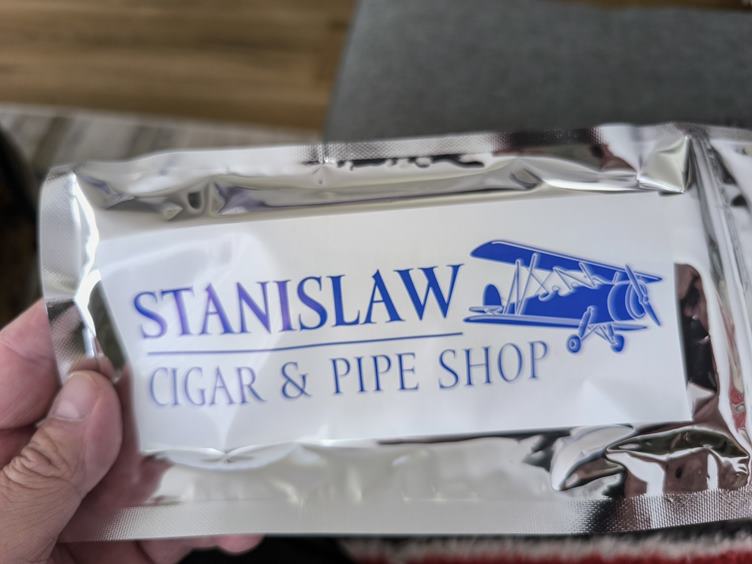 STANISLAW
CIGAR & PIPE SHOP